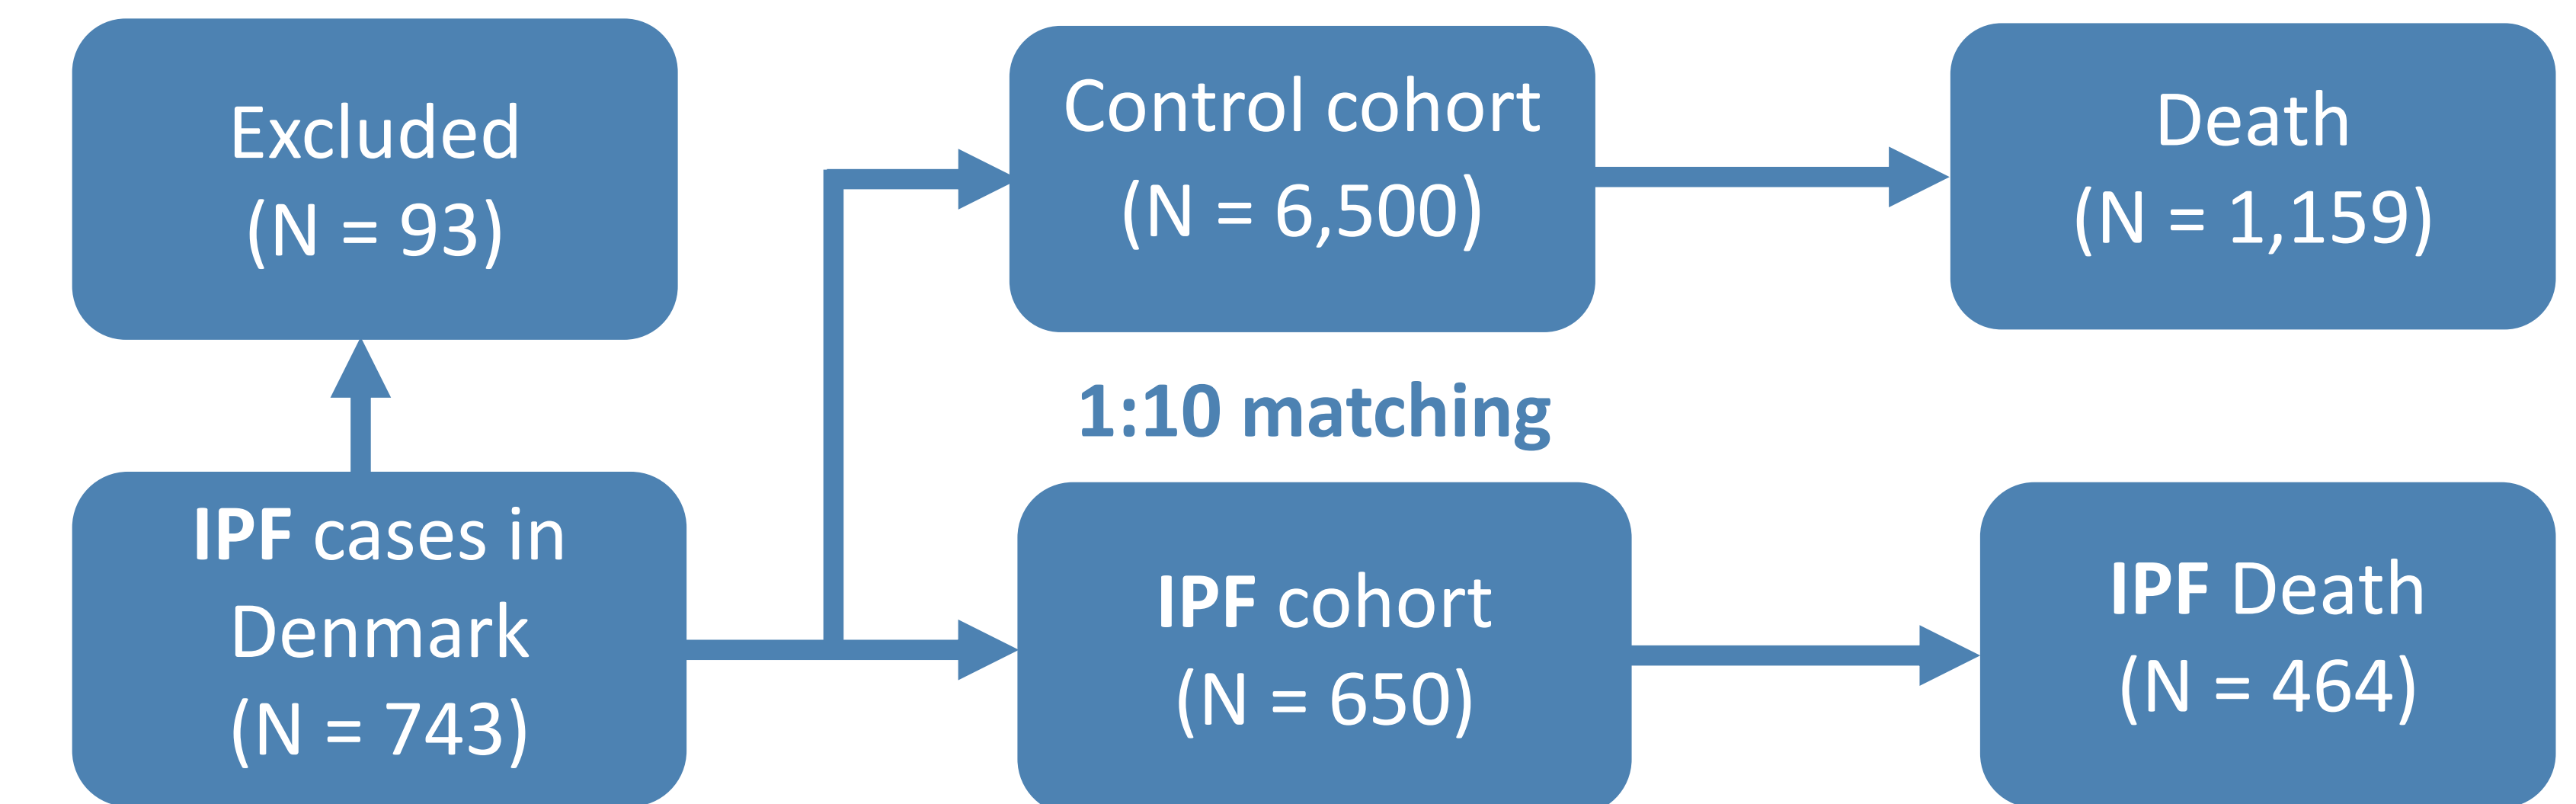 Excluded
(N = 93)
Control cohort
(N = 6,500)
Death
(N = 1,159)
1:10 matching
IPF cases in
Denmark
(N = 743)
IPF cohort
(N = 650)
IPF Death
(N = 464)